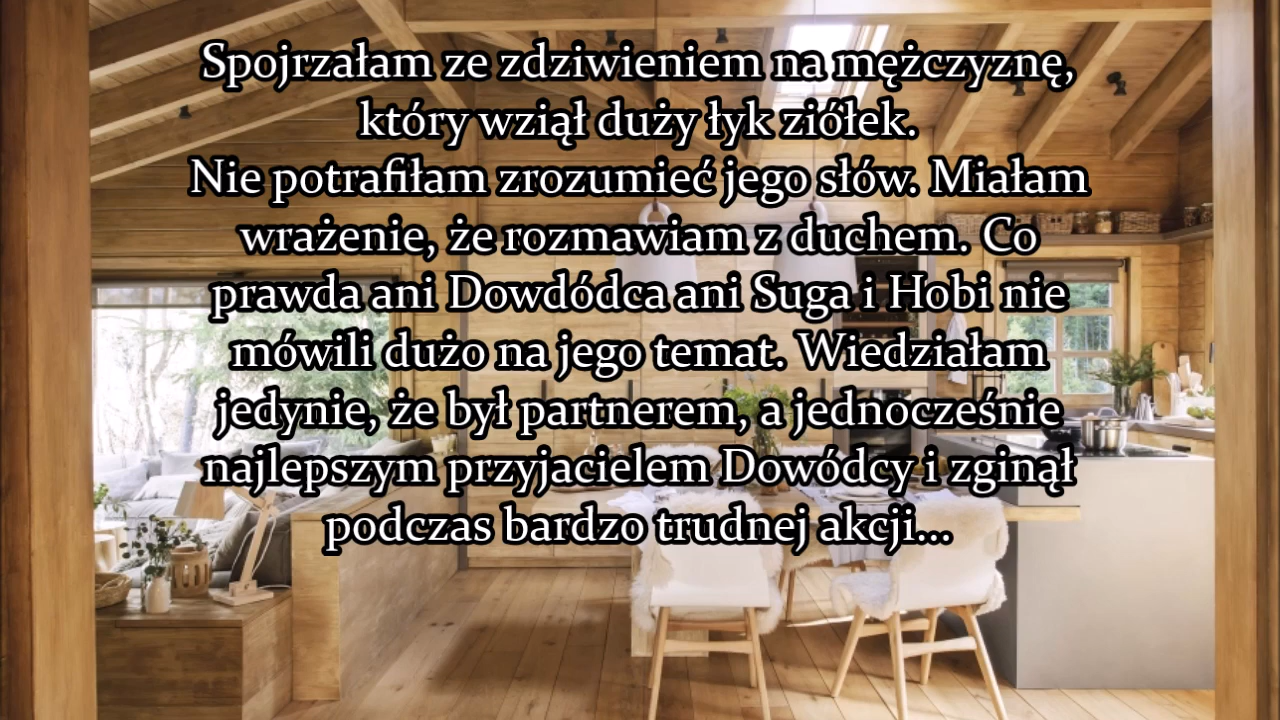 Spojrzałam ze zdziwieniem na mężczyznę,
który wziął duży łyk ziółek.
Nie potrafiłam zrozumieć jego słów. Miałam
wrażenie, że rozmawiam z duchem. Co
prawda ani Dowdódca ani Suga i Hobi nie
mówili dużo na jego temat. Wiedziałam
jedynie, że był partnerem, a jednocześnie
najlepszym przyjacielem Dowódcy i zginął
podczas bardzo trudnej akcji...